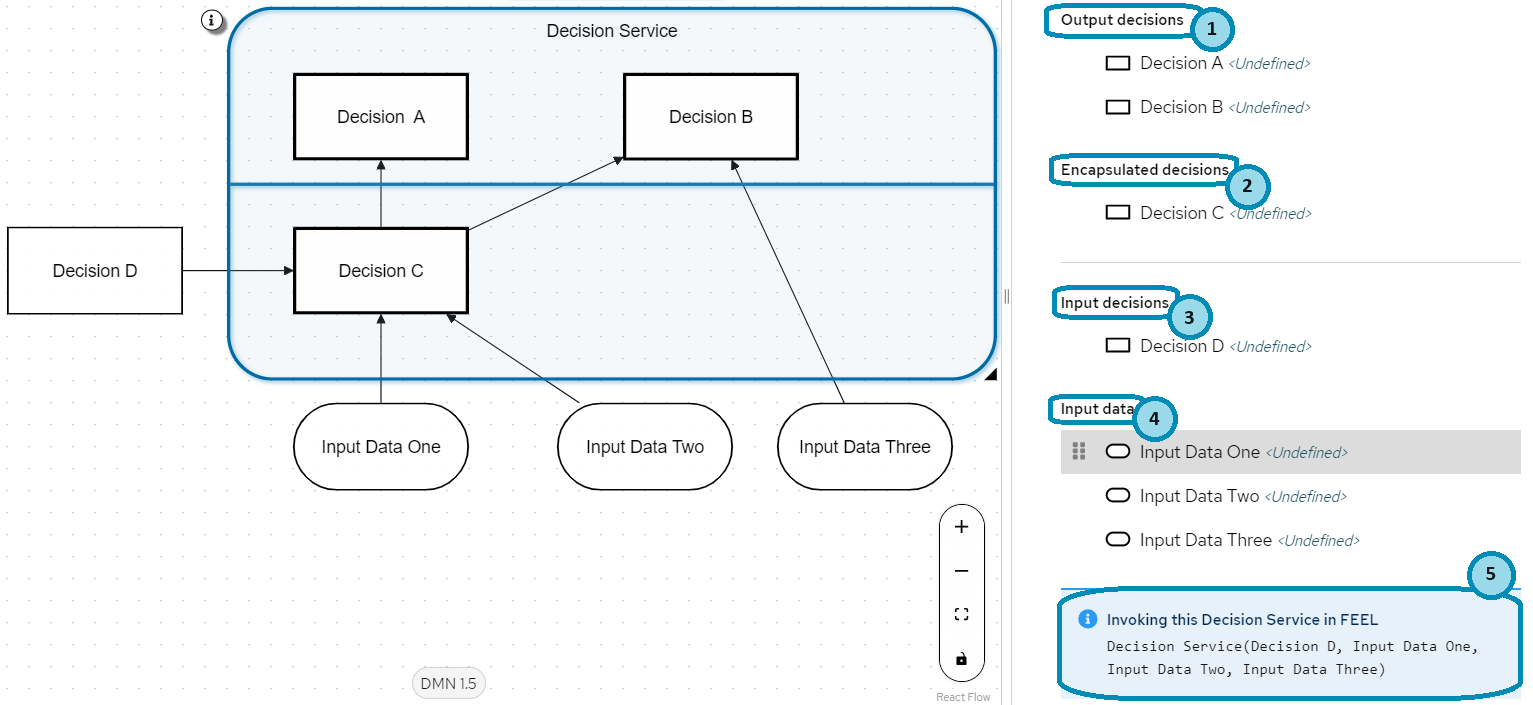 Decision Service
Decision A
Decision B
Decision D
Decision C
Input Data One
Input Data Two
Input Data Three
DMN 1.5
React Flow
Output decisions
1
Decision A <Undefined>
Decision B <Undefined>
Encapsulated decisions
2
Decision C <Undefined>
Input decisions
3
Decision D <Undefined>
Input data
4
Input Data One <Undefined>
Input Data Two <Undefined>
Input Data Three <Undefined>
5
Invoking this Decision Service in FEEL
Decision Service(Decision D, Input Data One,
Input Data Two, Input Data Three)